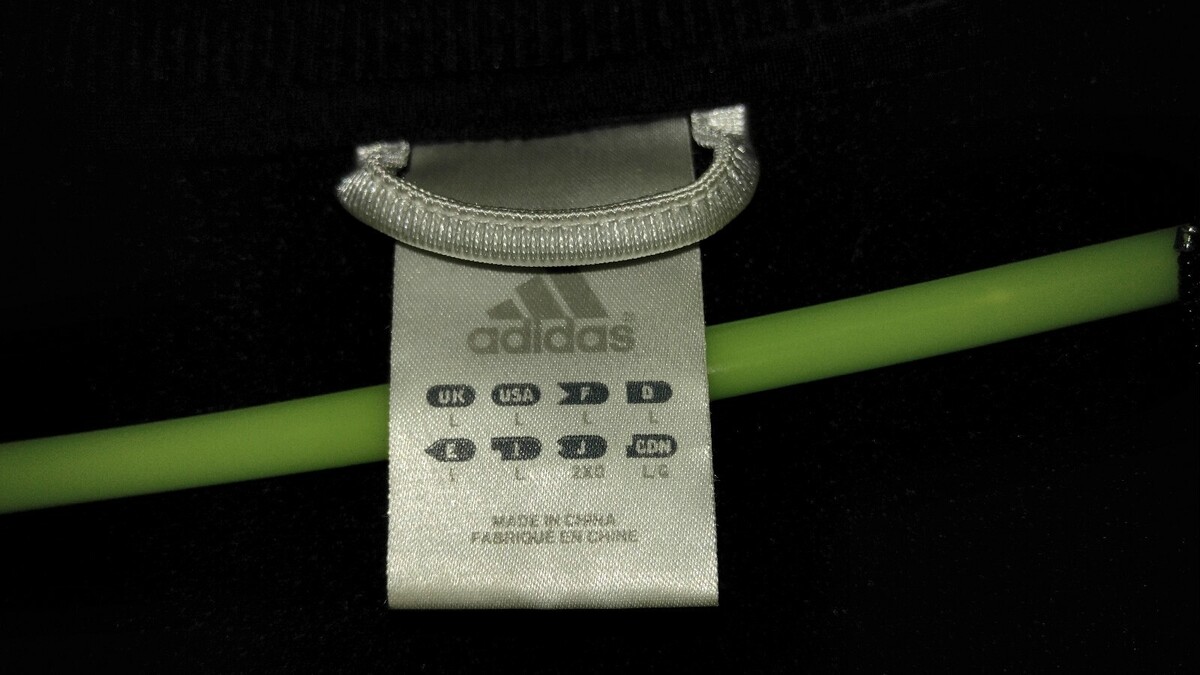 adidas®
UK USA F D
L L L L
E I J CDN
L L 2XO L/G
MADE IN CHINA
FABRIQUÉ EN CHINE